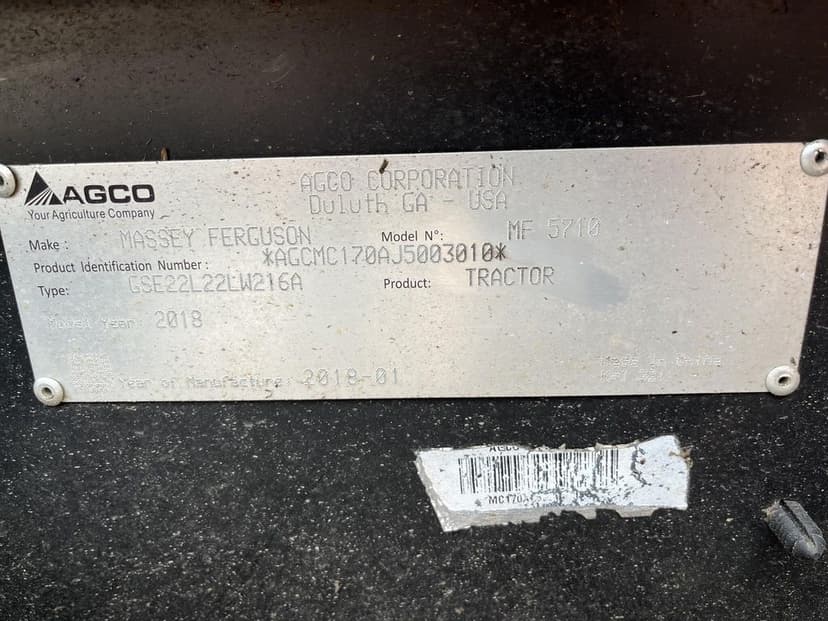 AGCO
Your Agriculture Company
AGCO CORPORATION
Duluth GA - USA
Make : MASSEY FERGUSON Model N°: MF 5710
Product Identification Number : *AGCMC170AJ5003010*
Type: GSE22L22LW216A Product: TRACTOR
Model Year: 2018
Year of Manufacture: 2018-01
Made in China
AGCO